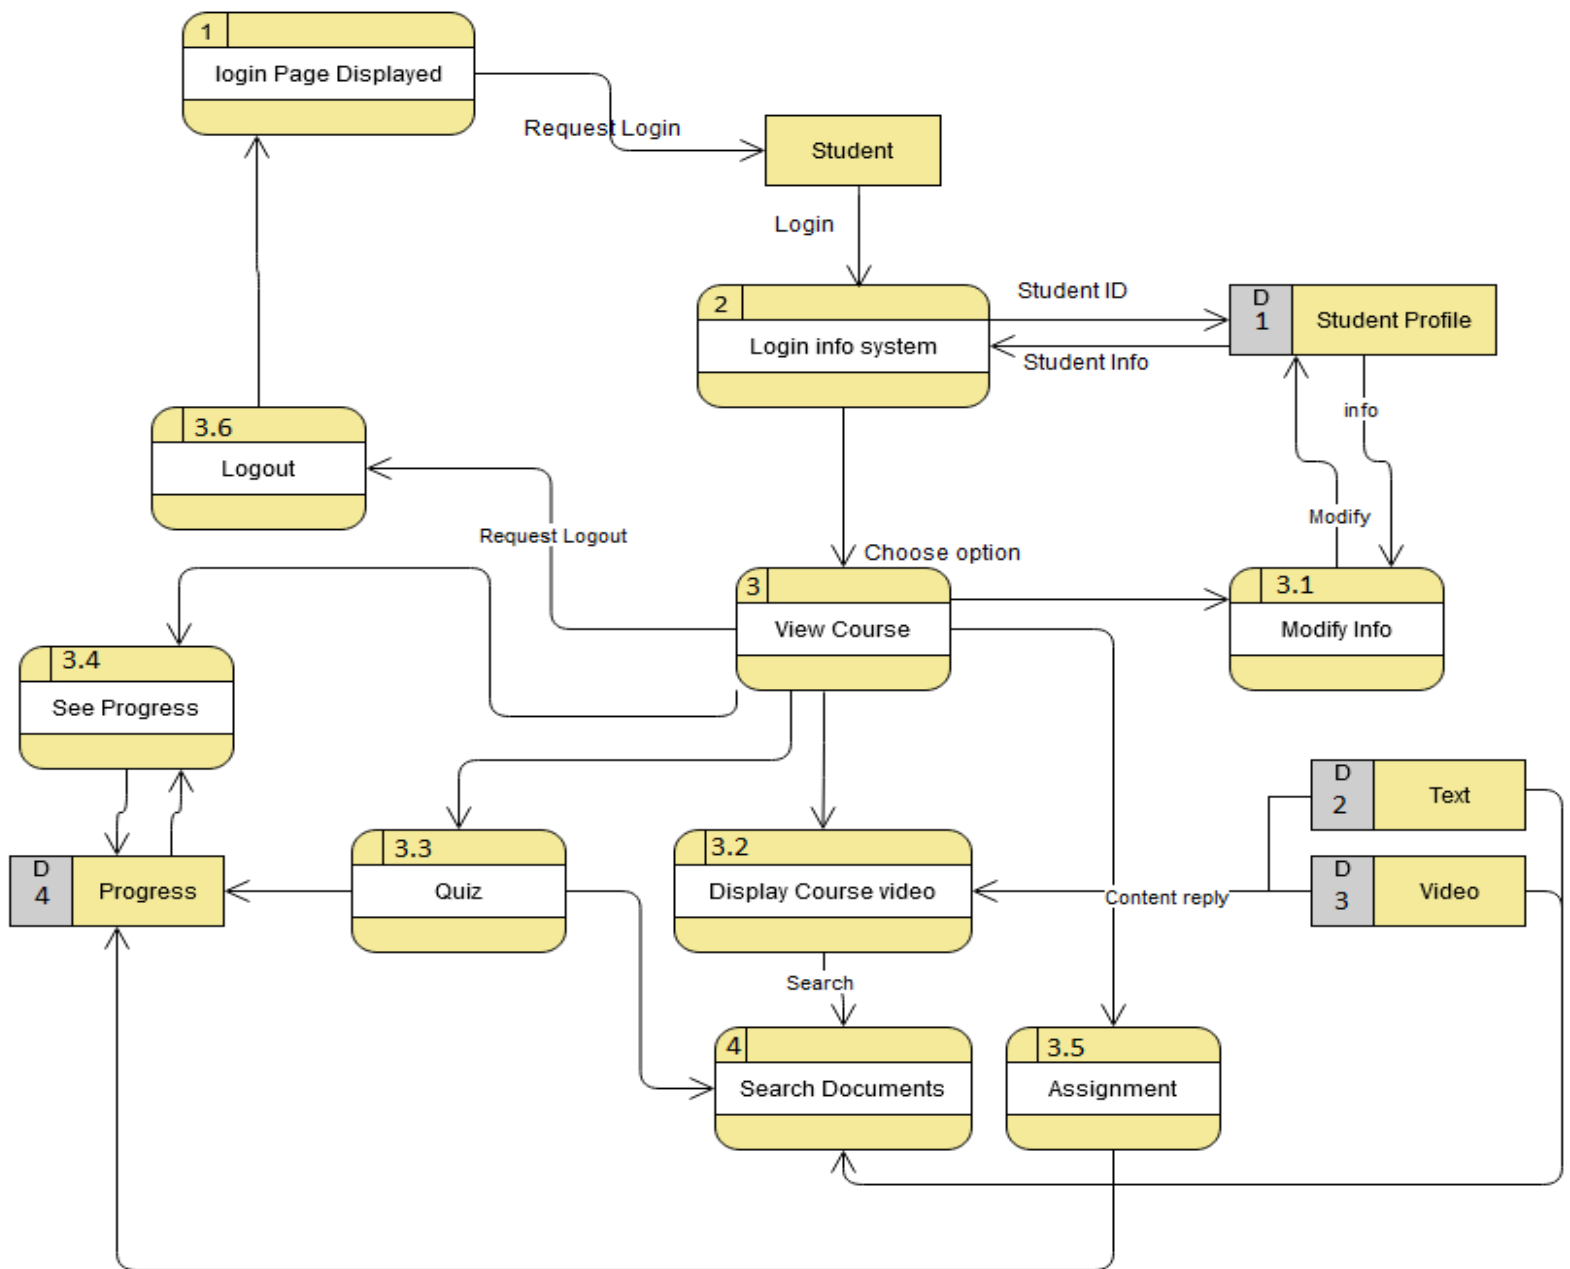 1
login Page Displayed
Request Login
Student
Login
2
Login info system
Student ID
Student Info
D
1
Student Profile
info
Modify
3.6
Logout
Request Logout
Choose option
3
View Course
3.1
Modify Info
3.4
See Progress
D
4
Progress
3.3
Quiz
3.2
Display Course video
Content reply
D
2
Text
D
3
Video
Search
4
Search Documents
3.5
Assignment